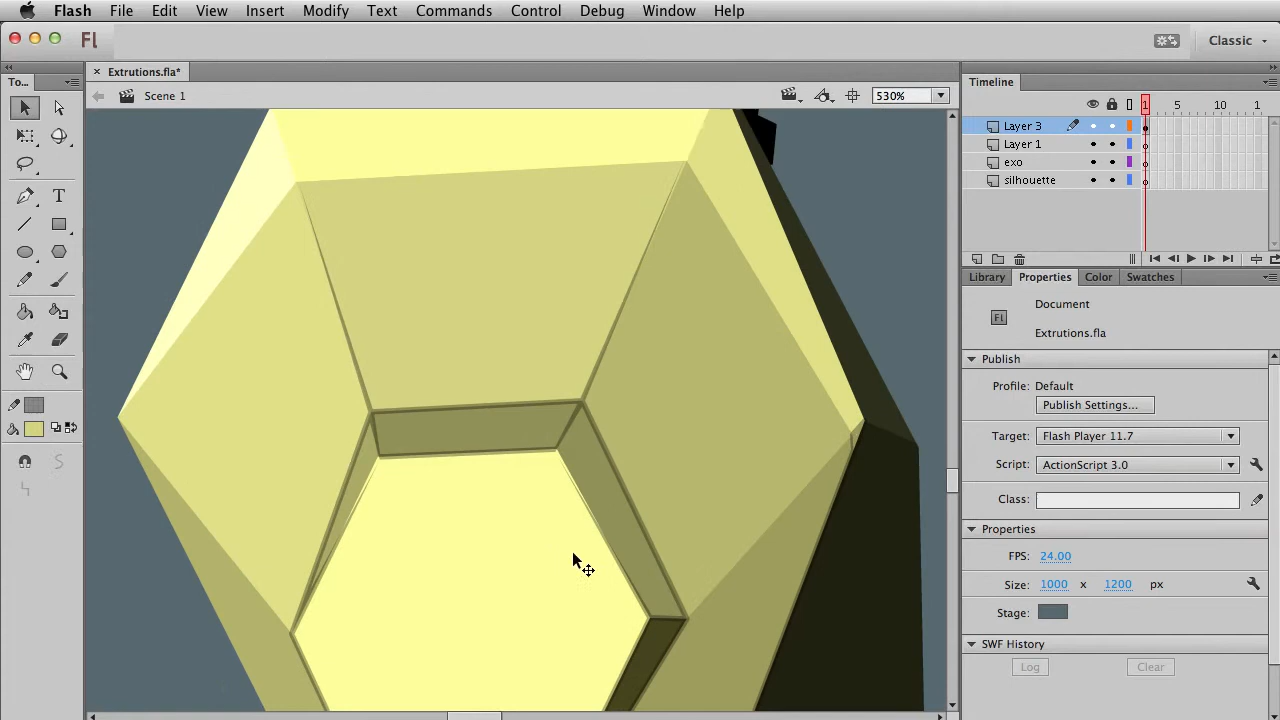 Flash File Edit View Insert Modify Text Commands Control Debug Window Help
Fl Classic
To...
Extrutions.fla*
Scene 1
530%
Timeline
1 5 10 1
Layer 3
Layer 1
exo
silhouette
Library Properties Color Swatches
Document
Fl
Extrutions.fla
Publish
Profile: Default
Publish Settings...
Target: Flash Player 11.7
Script: ActionScript 3.0
Class:
Properties
FPS: 24.00
Size: 1000 x 1200 px
Stage:
SWF History
Log Clear
T
S